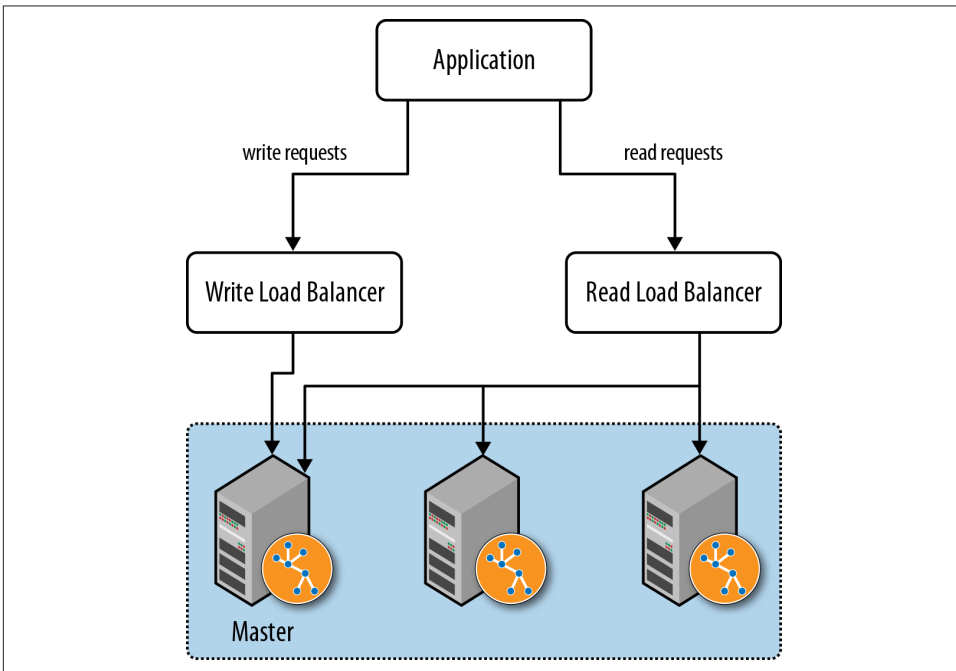 Application
write requests
read requests
Write Load Balancer
Read Load Balancer
Master